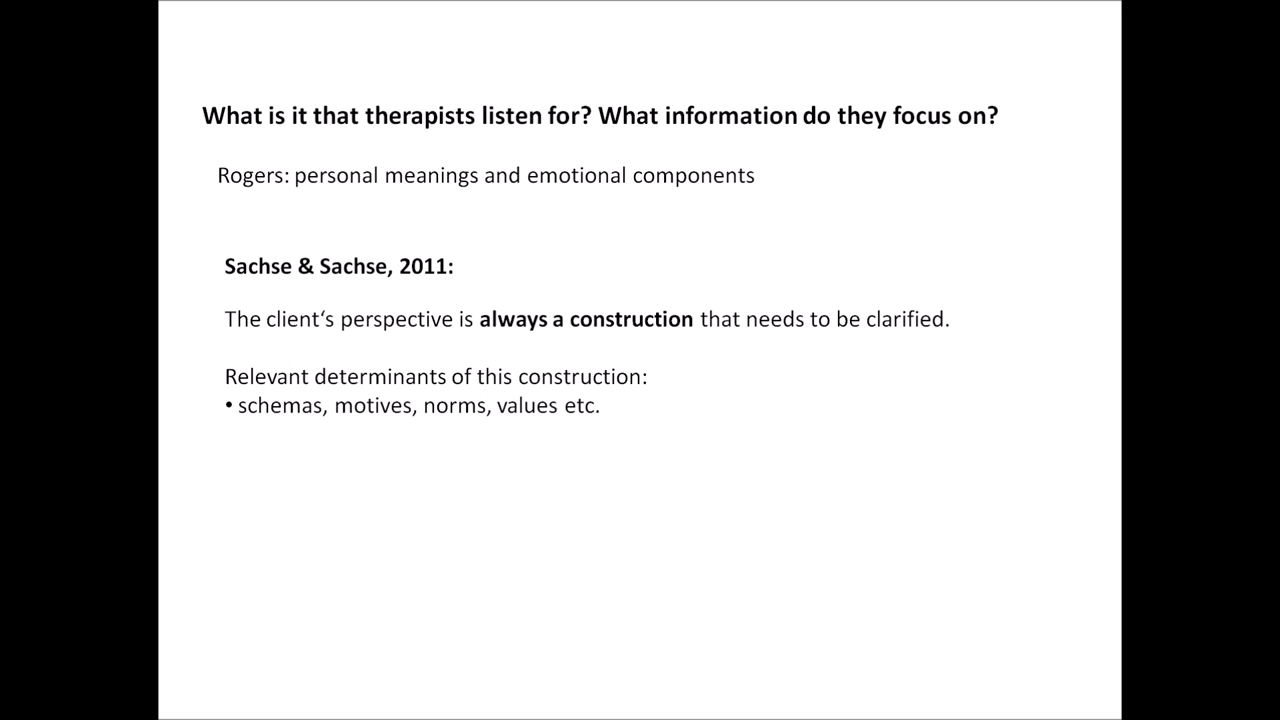 What is it that therapists listen for? What information do they focus on?
Rogers: personal meanings and emotional components
Sachse & Sachse, 2011:
The client‘s perspective is always a construction that needs to be clarified.
Relevant determinants of this construction:
• schemas, motives, norms, values etc.